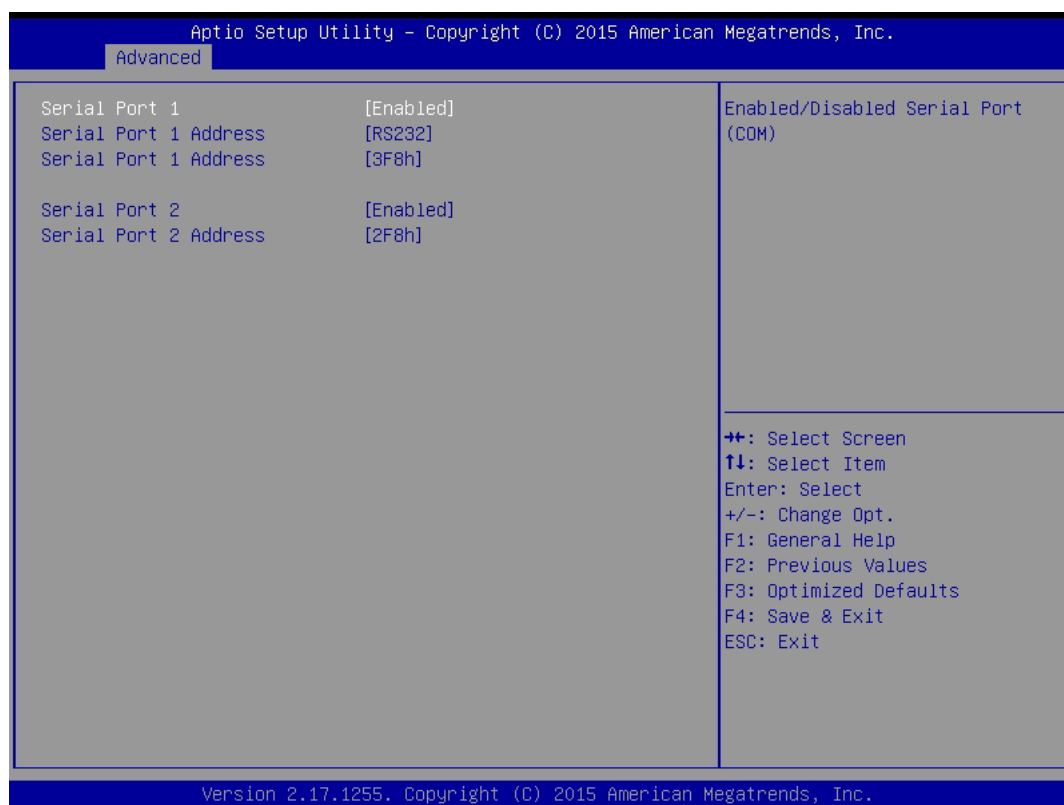 Aptio Setup Utility – Copyright (C) 2015 American Megatrends, Inc.
Advanced
Serial Port 1 [Enabled]
Serial Port 1 Address [RS232]
Serial Port 1 Address [3F8h]
Serial Port 2 [Enabled]
Serial Port 2 Address [2F8h]
Enabled/Disabled Serial Port
(COM)
→←: Select Screen
↑↓: Select Item
Enter: Select
+/-: Change Opt.
F1: General Help
F2: Previous Values
F3: Optimized Defaults
F4: Save & Exit
ESC: Exit
Version 2.17.1255. Copyright (C) 2015 American Megatrends, Inc.